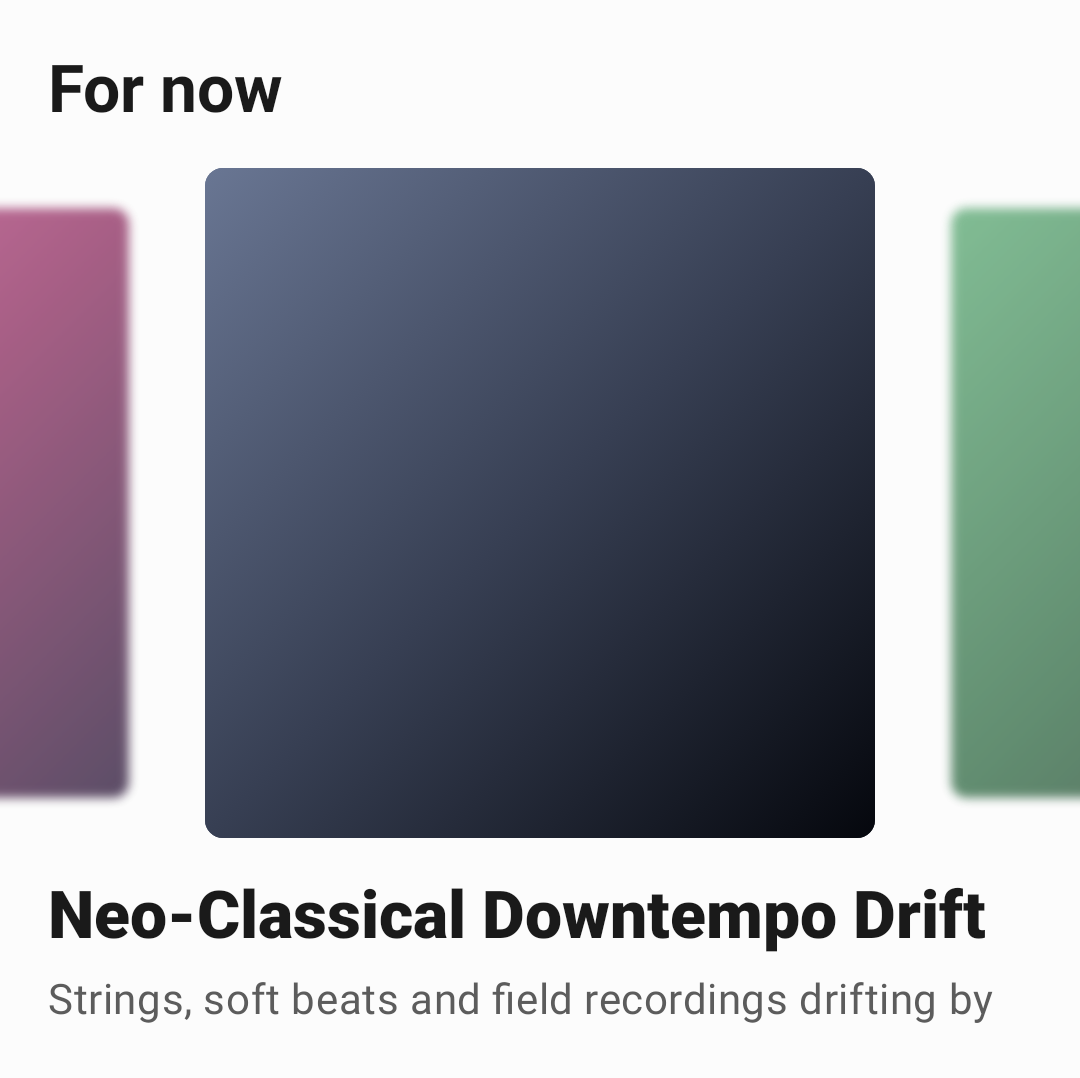 For now
Neo-Classical Downtempo Drift
Strings, soft beats and field recordings drifting by